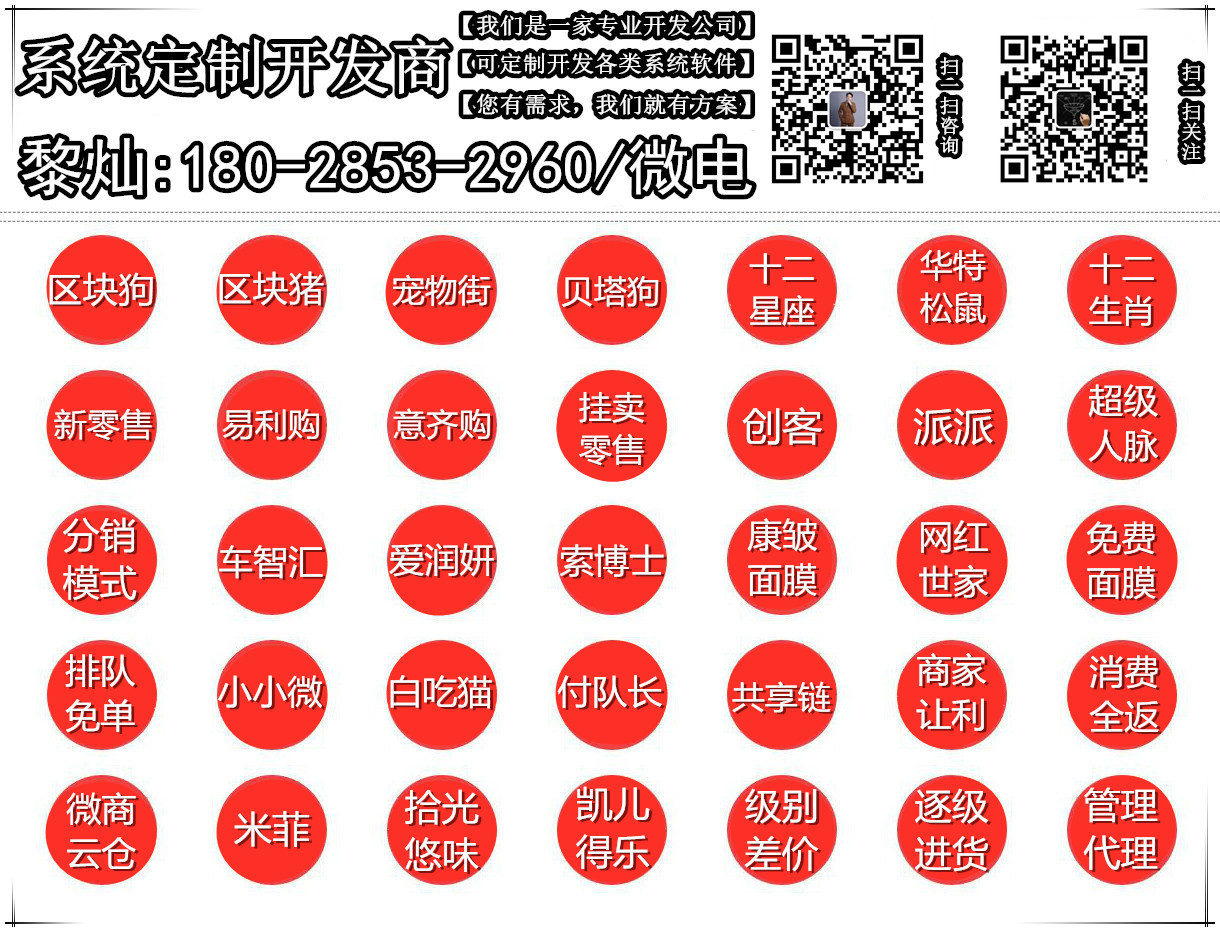 系统定制开发商
【我们是一家专业开发公司】
【可定制开发各类系统软件】
【您有需求，我们就有方案】
黎灿:180-2853-2960/微电
扫一扫咨询
扫一扫关注
区块狗
区块猪
宠物街
贝塔狗
十二
星座
华特
松鼠
十二
生肖
新零售
易利购
意齐购
挂卖
零售
创客
派派
超级
人脉
分销
模式
车智汇
爱润妍
索博士
康皱
面膜
网红
世家
免费
面膜
排队
免单
小小微
白吃猫
付队长
共享链
商家
让利
消费
全返
微商
云仓
米菲
拾光
悠味
凯儿
得乐
级别
差价
逐级
进货
管理
代理